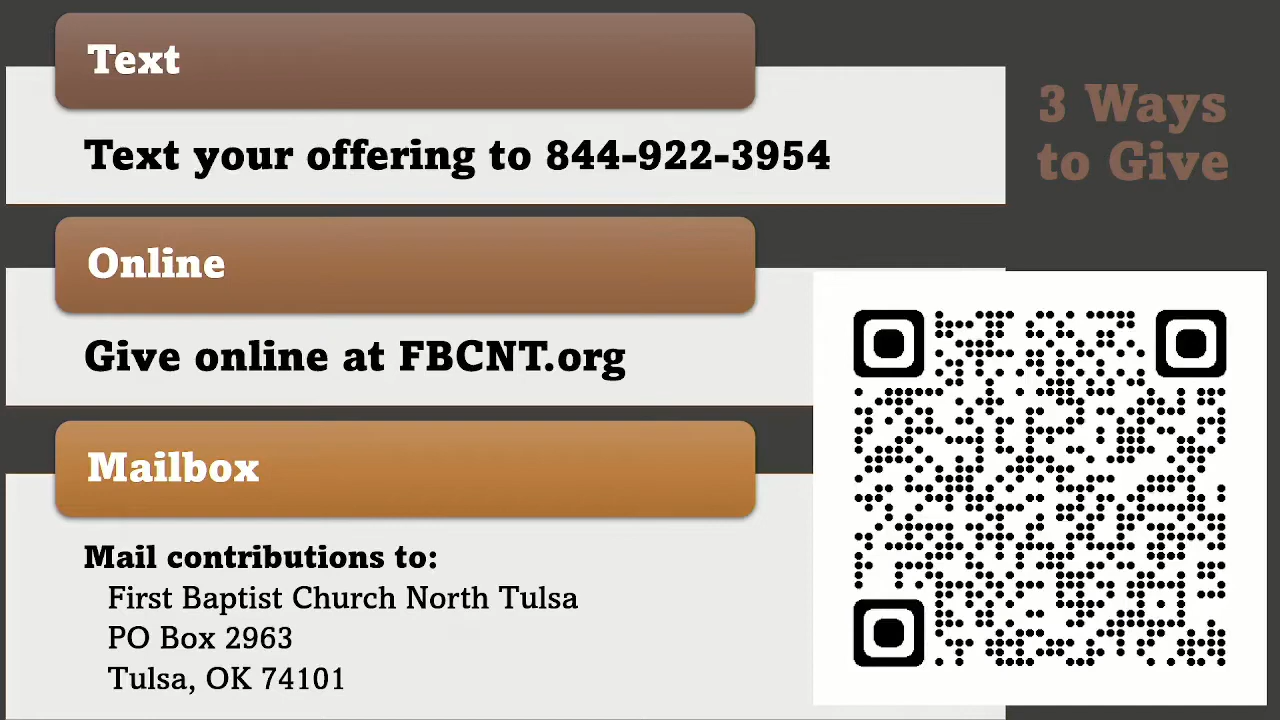 Text
Text your offering to 844-922-3954
3 Ways
to Give
Online
Give online at FBCNT.org
Mailbox
Mail contributions to:
First Baptist Church North Tulsa
PO Box 2963
Tulsa, OK 74101